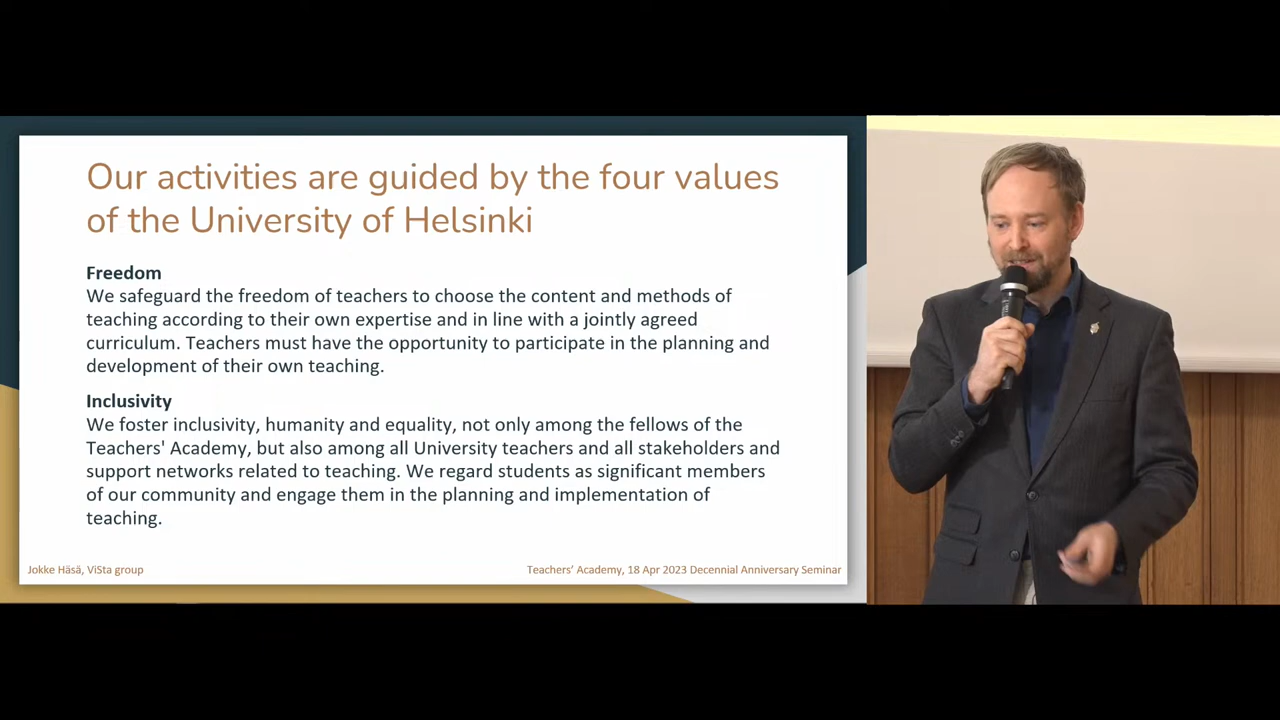 Our activities are guided by the four values
of the University of Helsinki
Freedom
We safeguard the freedom of teachers to choose the content and methods of
teaching according to their own expertise and in line with a jointly agreed
curriculum. Teachers must have the opportunity to participate in the planning and
development of their own teaching.
Inclusivity
We foster inclusivity, humanity and equality, not only among the fellows of the
Teachers' Academy, but also among all University teachers and all stakeholders and
support networks related to teaching. We regard students as significant members
of our community and engage them in the planning and implementation of
teaching.
Jokke Häsä, ViSta group
Teachers’ Academy, 18 Apr 2023 Decennial Anniversary Seminar